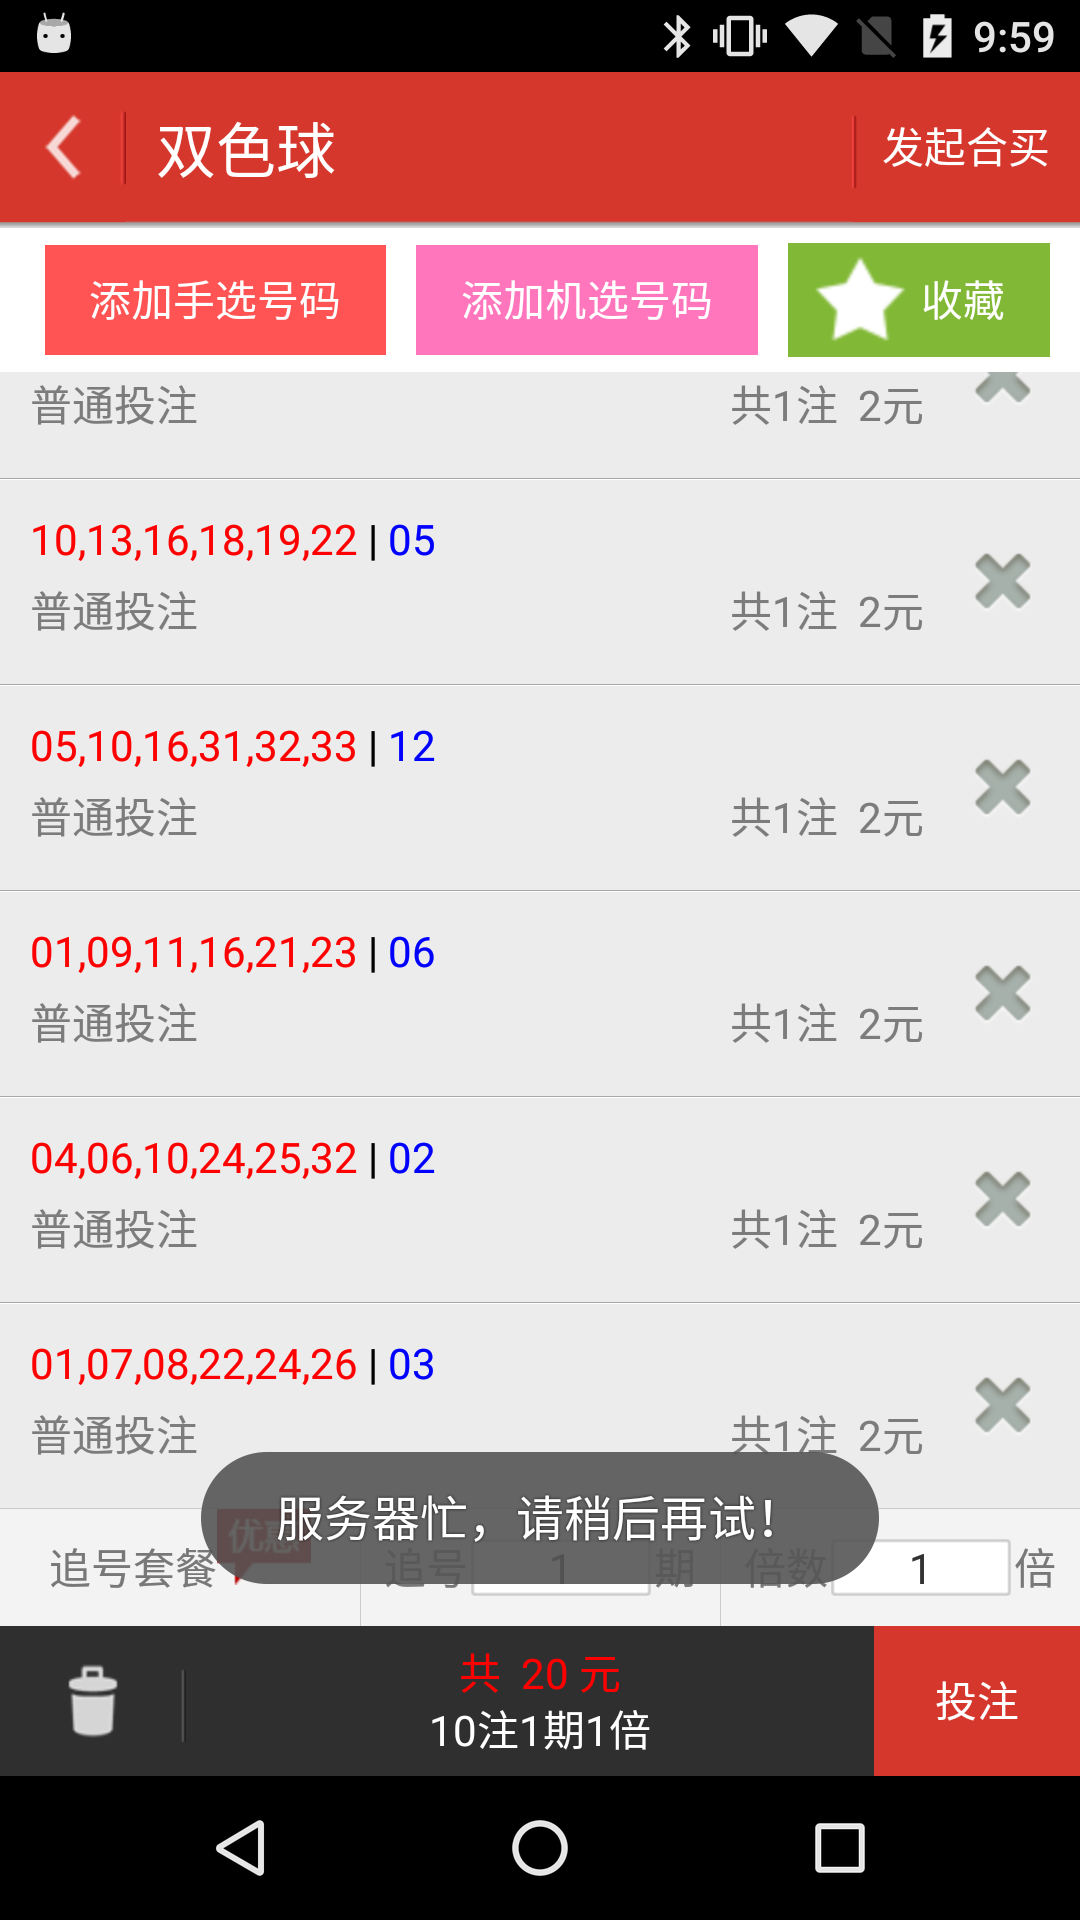 9:59
双色球
发起合买
添加手选号码
添加机选号码
收藏
普通投注 共1注 2元
10,13,16,18,19,22 | 05
普通投注 共1注 2元
05,10,16,31,32,33 | 12
普通投注 共1注 2元
01,09,11,16,21,23 | 06
普通投注 共1注 2元
04,06,10,24,25,32 | 02
普通投注 共1注 2元
01,07,08,22,24,26 | 03
普通投注 共1注 2元
服务器忙，请稍后再试!
优惠
追号套餐 追号 1 期 倍数 1 倍
共 20 元
10注1期1倍
投注